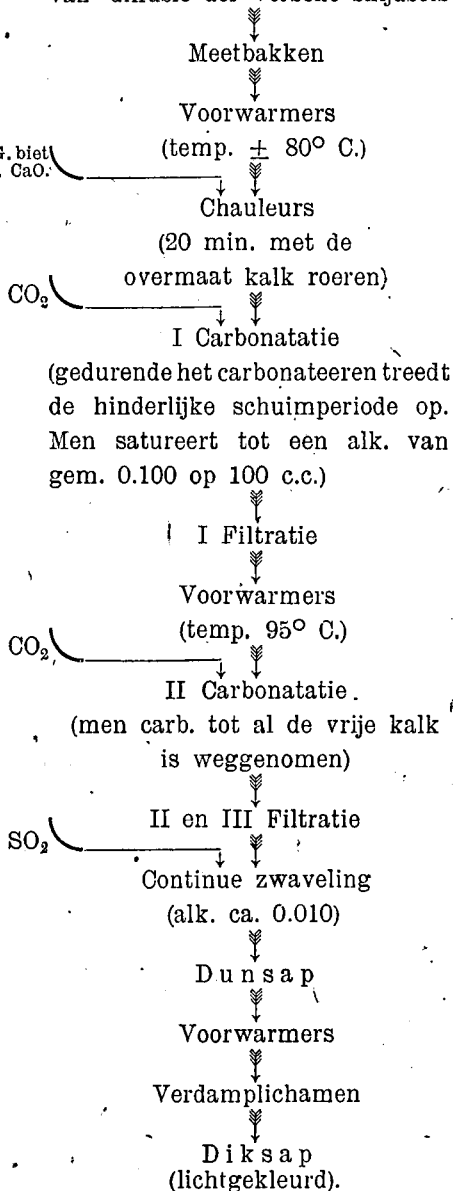 Meetbakken
Voorwarmers
(temp. ± 80° C.)
G. biet
CaO.
Chauleurs
(20 min. met de
overmaat kalk roeren)
CO₂
I Carbonatatie
(gedurende het carbonateeren treedt
de hinderlijke schuimperiode op.
Men satureert tot een alk. van
gem. 0.100 op 100 c.c.)
I Filtratie
Voorwarmers
(temp. 95° C.)
CO₂
II Carbonatatie.
(men carb. tot al de vrije kalk
is weggenomen)
II en III Filtratie
SO₂
Continue zwaveling
(alk. ca. 0.010)
Dunsap
Voorwarmers
Verdamplichamen
Diksap
(lichtgekleurd).